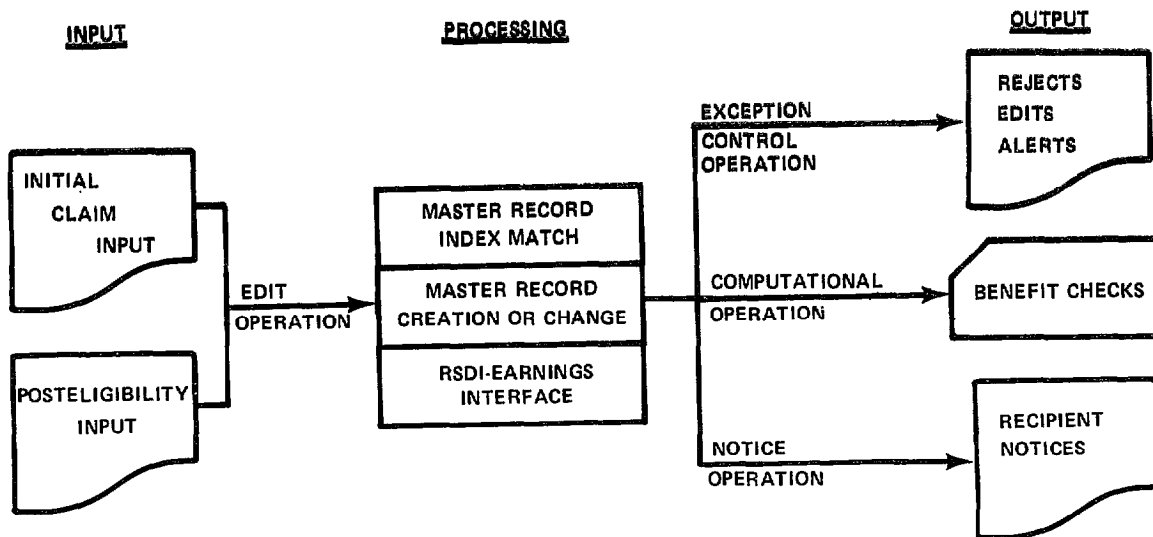 INPUT
PROCESSING
OUTPUT
INITIAL
CLAIM
INPUT
POSTELIGIBILITY
INPUT
EDIT
OPERATION
MASTER RECORD
INDEX MATCH
MASTER RECORD
CREATION OR CHANGE
RSDI-EARNINGS
INTERFACE
EXCEPTION
CONTROL
OPERATION
REJECTS
EDITS
ALERTS
COMPUTATIONAL
OPERATION
BENEFIT CHECKS
NOTICE
OPERATION
RECIPIENT
NOTICES